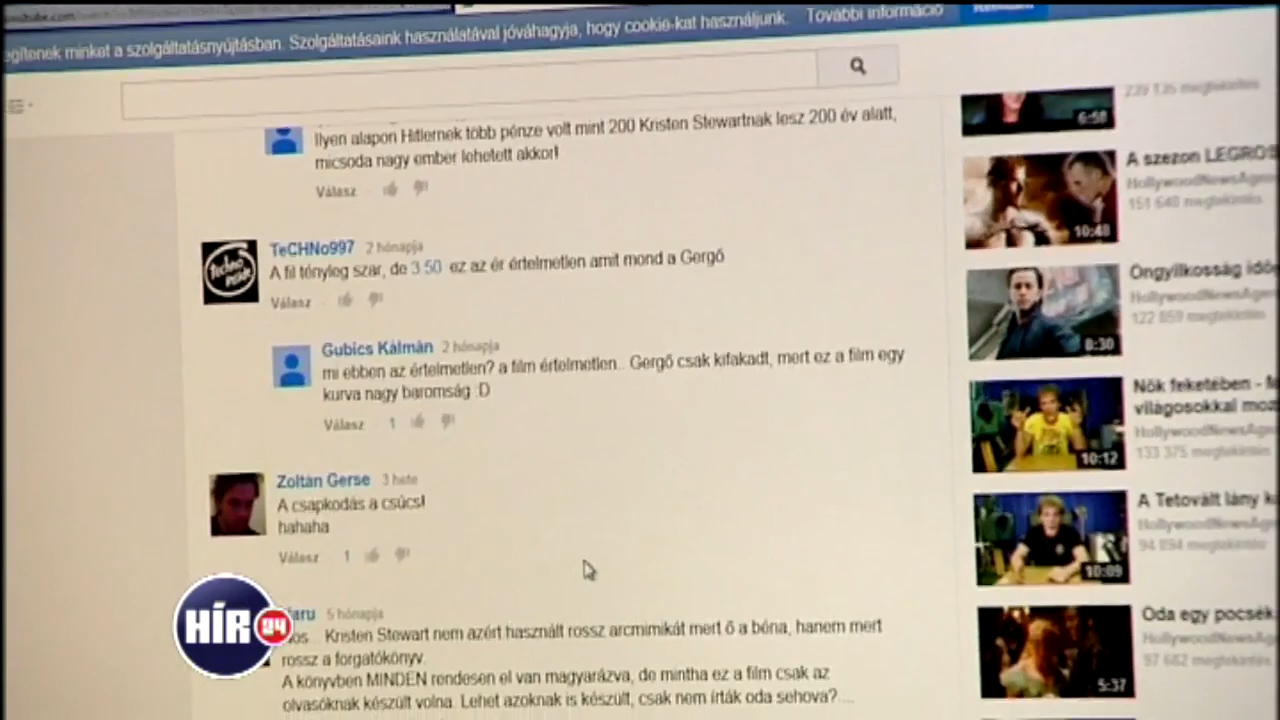 minket a szolgáltatásnyújtásban. Szolgáltatásaink használatával jóváhagyja, hogy cookie-kat használjunk. További információ
Ilyen alapon Hitlernek több pénze volt mint 200 Kristen Stewartnak lesz 200 év alatt,
micsoda nagy ember lehetett akkor!
Válasz
TeCHNo997 2 hónapja
A fil tényleg szar, de 3:50 ez az ér értelmetlen amit mond a Gergő
Válasz
Gubics Kálmán 2 hónapja
mi ebben az értelmetlen? a film értelmetlen.. Gergő csak kifakadt, mert ez a film egy
kurva nagy baromság :D
Válasz 1
Zoltán Gerse 3 hete
A csapkodás a csúcs!
hahaha
Válasz 1
5 hónapja
Kristen Stewart nem azért használt rossz arcmimikát mert ő a béna, hanem mert
rossz a forgatókönyv.
A könyvben MINDEN rendesen el van magyarázva, de mintha ez a film csak az
olvasóknak készült volna. Lehet azoknak is készült, csak nem írták oda sehova?....
HÍR 24
techno
6:58
A szezon LEGROS
HollywoodNewsAgen
151 640 megtekintés
10:48
Öngyilkosság idő
HollywoodNewsAgen
122 859 megtekintés
8:30
Nők feketében - fé
világosokkal moz
HollywoodNewsAgen
133 375 megtekintés
10:12
A Tetovált lány k
HollywoodNewsAgen
94 894 megtekintés
10:09
Oda egy pocsék
HollywoodNewsAgen
97 662 megtekintés
5:37